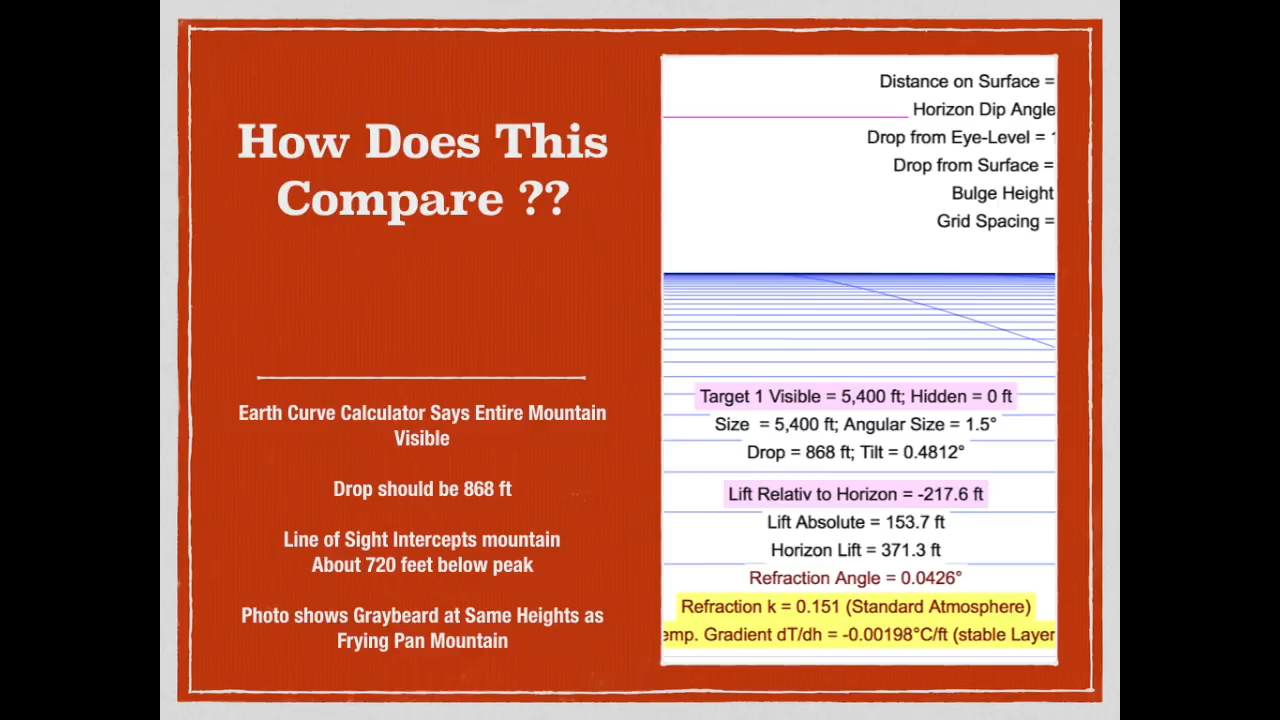 How Does This
Compare ??
Earth Curve Calculator Says Entire Mountain
Visible
Drop should be 868 ft
Line of Sight Intercepts mountain
About 720 feet below peak
Photo shows Graybeard at Same Heights as
Frying Pan Mountain
Distance on Surface =
Horizon Dip Angle
Drop from Eye-Level =
Drop from Surface =
Bulge Height
Grid Spacing =
Target 1 Visible = 5,400 ft; Hidden = 0 ft
Size = 5,400 ft; Angular Size = 1.5°
Drop = 868 ft; Tilt = 0.4812°
Lift Relativ to Horizon = -217.6 ft
Lift Absolute = 153.7 ft
Horizon Lift = 371.3 ft
Refraction Angle = 0.0426°
Refraction k = 0.151 (Standard Atmosphere)
emp. Gradient dT/dh = -0.00198°C/ft (stable Layer